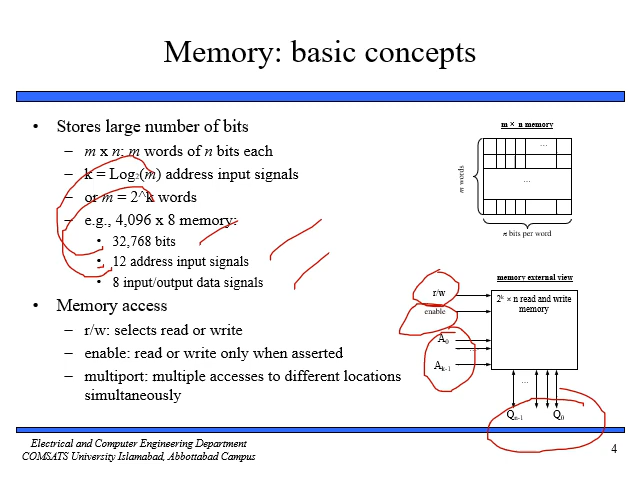 Memory: basic concepts
• Stores large number of bits
– m x n: m words of n bits each
– k = Log2(m) address input signals
– or m = 2^k words
– e.g., 4,096 x 8 memory:
• 32,768 bits
• 12 address input signals
• 8 input/output data signals
• Memory access
– r/w: selects read or write
– enable: read or write only when asserted
– multiport: multiple accesses to different locations
simultaneously
m × n memory
m words
…
…
n bits per word
memory external view
r/w
enable
A0
…
Ak-1
2k × n read and write
memory
…
Qn-1 Q0
Electrical and Computer Engineering Department
COMSATS University Islamabad, Abbottabad Campus
4